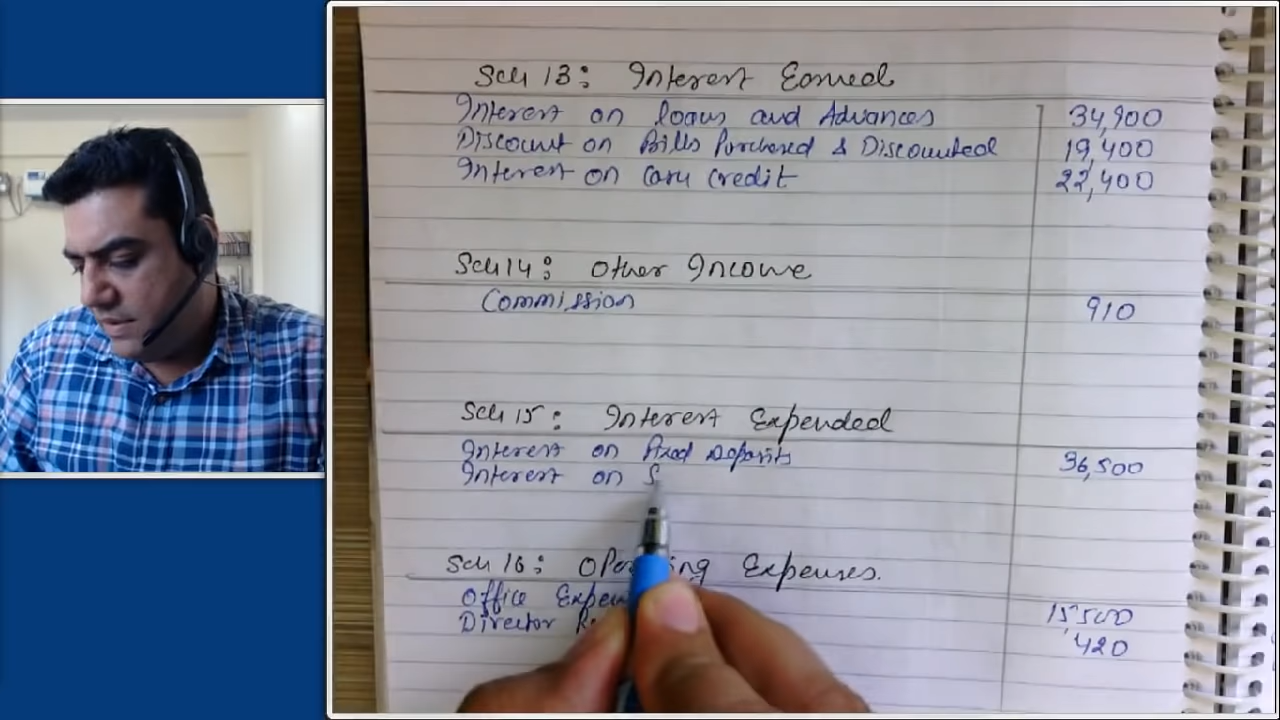 Sch 13: Interest Earned
Interest on loans and Advances 34,900
Discount on Bills Purchased & Discounted 19,400
Interest on Cash Credit 22,400
Sch 14: Other Income
Commission 910
Sch 15: Interest Expended
Interest on Fixed Deposits 36,500
Interest on S
Sch 16: Operating Expenses.
Office Expen 15,500
Director 420